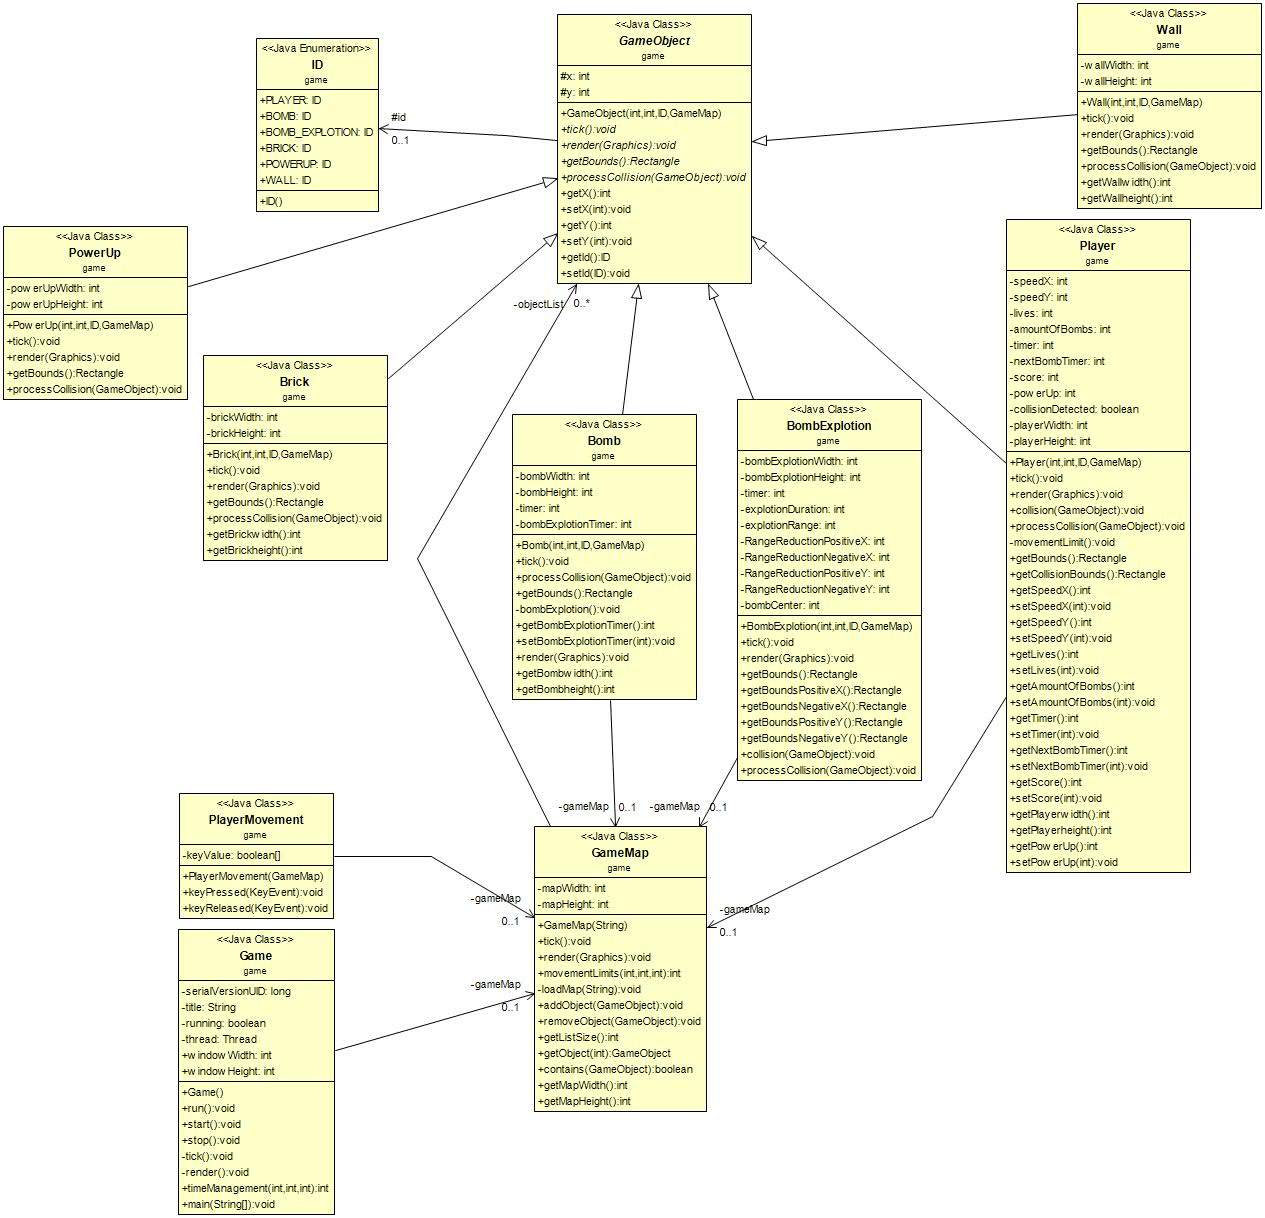 <<Java Class>>
GameObject
game
#x: int
#y: int
+GameObject(int,int,ID,GameMap)
+tick():void
+render(Graphics):void
+getBounds():Rectangle
+processCollision(GameObject):void
+getX():int
+setX(int):void
+getY():int
+setY(int):void
+getId():ID
+setId(ID):void
<<Java Enumeration>>
ID
game
+PLAYER: ID
+BOMB: ID
+BOMB_EXPLOTION: ID
+BRICK: ID
+POWERUP: ID
+WALL: ID
+ID()
#id
0..1
<<Java Class>>
Wall
game
-wallWidth: int
-wallHeight: int
+Wall(int,int,ID,GameMap)
+tick():void
+render(Graphics):void
+getBounds():Rectangle
+processCollision(GameObject):void
+getWallwidth():int
+getWallheight():int
<<Java Class>>
PowerUp
game
-powerUpWidth: int
-powerUpHeight: int
+PowerUp(int,int,ID,GameMap)
+tick():void
+render(Graphics):void
+getBounds():Rectangle
+processCollision(GameObject):void
<<Java Class>>
Player
game
-speedX: int
-speedY: int
-lives: int
-amountOfBombs: int
-timer: int
-nextBombTimer: int
-score: int
-powerUp: int
-collisionDetected: boolean
-playerWidth: int
-playerHeight: int
+Player(int,int,ID,GameMap)
+tick():void
+render(Graphics):void
+collision(GameObject):void
+processCollision(GameObject):void
-movementLimit():void
+getBounds():Rectangle
+getCollisionBounds():Rectangle
+getSpeedX():int
+setSpeedX(int):void
+getSpeedY():int
+setSpeedY(int):void
+getLives():int
+setLives(int):void
+getAmountOfBombs():int
+setAmountOfBombs(int):void
+getTimer():int
+setTimer(int):void
+getNextBombTimer():int
+setNextBombTimer(int):void
+getScore():int
+setScore(int):void
+getPlayerwidth():int
+getPlayerheight():int
+getPowerUp():int
+setPowerUp(int):void
-objectList
0..*
<<Java Class>>
Brick
game
-brickWidth: int
-brickHeight: int
+Brick(int,int,ID,GameMap)
+tick():void
+render(Graphics):void
+getBounds():Rectangle
+processCollision(GameObject):void
+getBrickwidth():int
+getBrickheight():int
<<Java Class>>
Bomb
game
-bombWidth: int
-bombHeight: int
-timer: int
-bombExplotionTimer: int
+Bomb(int,int,ID,GameMap)
+tick():void
+processCollision(GameObject):void
+getBounds():Rectangle
-bombExplotion():void
+getBombExplotionTimer():int
+setBombExplotionTimer(int):void
+render(Graphics):void
+getBombwidth():int
+getBombheight():int
<<Java Class>>
BombExplotion
game
-bombExplotionWidth: int
-bombExplotionHeight: int
-timer: int
-explotionDuration: int
-explotionRange: int
-RangeReductionPositiveX: int
-RangeReductionNegativeX: int
-RangeReductionPositiveY: int
-RangeReductionNegativeY: int
-bombCenter: int
+BombExplotion(int,int,ID,GameMap)
+tick():void
+render(Graphics):void
+getBounds():Rectangle
+getBoundsPositiveX():Rectangle
+getBoundsNegativeX():Rectangle
+getBoundsPositiveY():Rectangle
+getBoundsNegativeY():Rectangle
+collision(GameObject):void
+processCollision(GameObject):void
-gameMap
0..1
-gameMap
0..1
<<Java Class>>
PlayerMovement
game
-keyValue: boolean[]
+PlayerMovement(GameMap)
+keyPressed(KeyEvent):void
+keyReleased(KeyEvent):void
-gameMap
0..1
<<Java Class>>
GameMap
game
-mapWidth: int
-mapHeight: int
+GameMap(String)
+tick():void
+render(Graphics):void
+movementLimits(int,int,int):int
-loadMap(String):void
+addObject(GameObject):void
+removeObject(GameObject):void
+getListSize():int
+getObject(int):GameObject
+contains(GameObject):boolean
+getMapWidth():int
+getMapHeight():int
-gameMap
0..1
<<Java Class>>
Game
game
-serialVersionUID: long
-title: String
-running: boolean
-thread: Thread
+windowWidth: int
+windowHeight: int
+Game()
+run():void
+start():void
+stop():void
-tick():void
-render():void
+timeManagement(int,int,int):int
+main(String[]):void
-gameMap
0..1